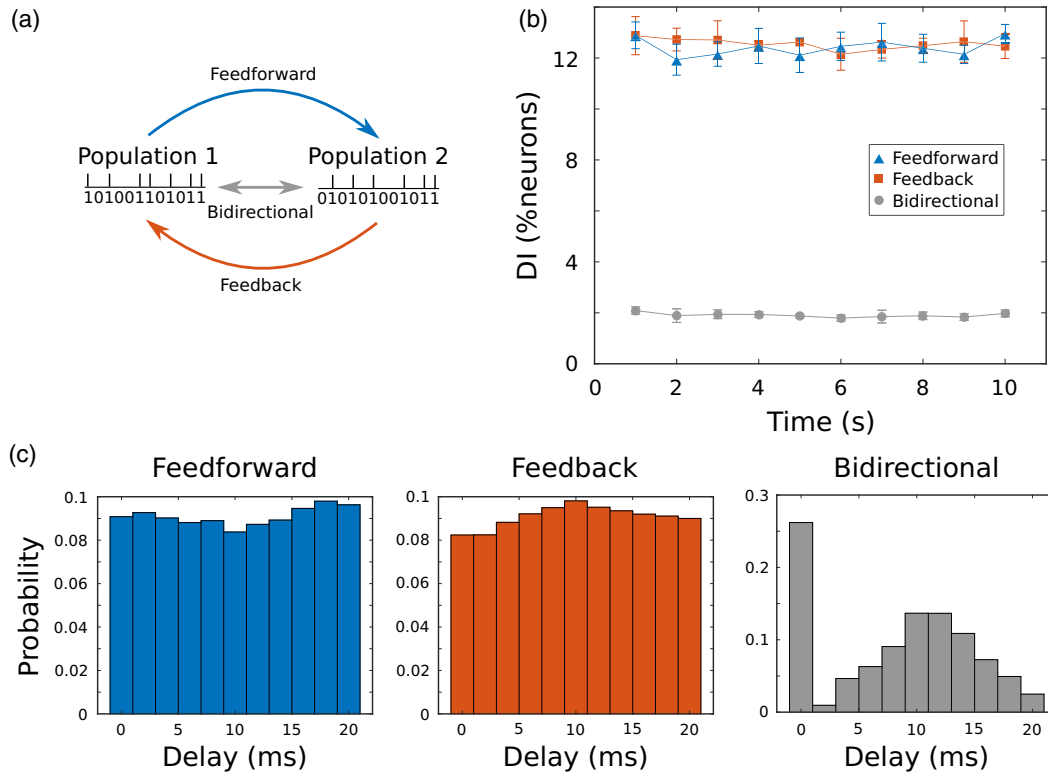 (a)
Feedforward
Population 1 Population 2
101001101011 010101001011
Bidirectional
Feedback
(b)
DI (%neurons)
12
8
4
0
Feedforward
Feedback
Bidirectional
0 2 4 6 8 10
Time (s)
(c)
Feedforward Feedback Bidirectional
Probability
0.1
0.08
0.06
0.04
0.02
0
0 5 10 15 20
Delay (ms)
0.1
0.08
0.06
0.04
0.02
0
0 5 10 15 20
Delay (ms)
0.3
0.2
0.1
0
0 5 10 15 20
Delay (ms)